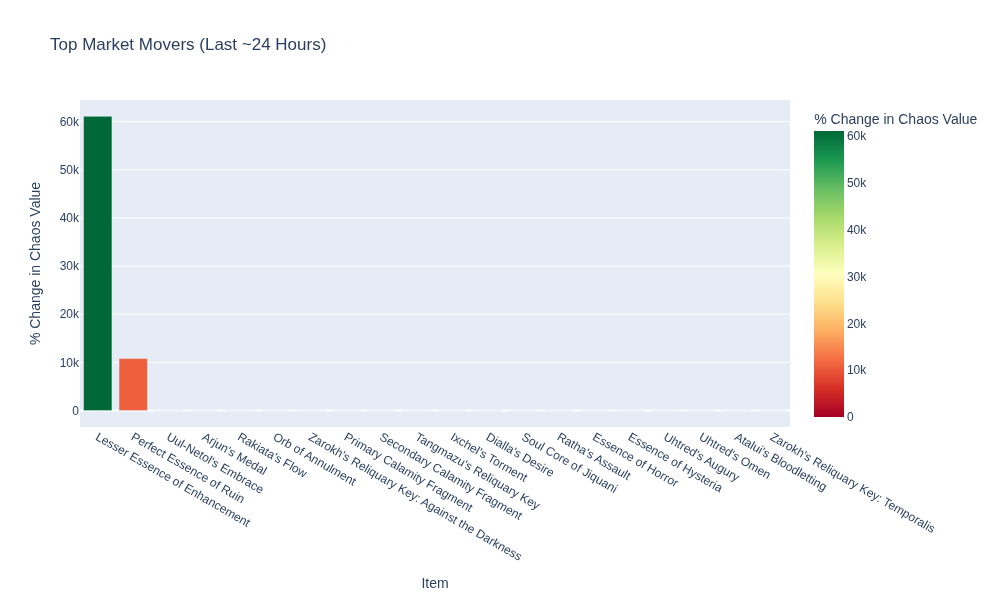 Top Market Movers (Last ~24 Hours)
% Change in Chaos Value
60k
50k
40k
30k
20k
10k
0
% Change in Chaos Value
60k
50k
40k
30k
20k
10k
0
Lesser Essence of Enhancement
Perfect Essence of Ruin
Uul-Netol's Embrace
Arjun's Medal
Rakiata's Flow
Orb of Annulment
Zarokh's Reliquary Key: Against the Darkness
Primary Calamity Fragment
Secondary Calamity Fragment
Tangmazu's Reliquary Key
Ixchel's Torment
Dialla's Desire
Soul Core of Jiquani
Ratha's Assault
Essence of Horror
Essence of Hysteria
Uhtred's Augury
Uhtred's Omen
Atalui's Bloodletting
Zarokh's Reliquary Key: Temporalis
Item